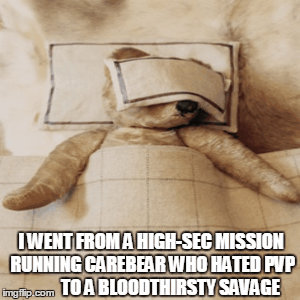 I WENT FROM A HIGH-SEC MISSION
RUNNING CAREBEAR WHO HATED PVP
TO A BLOODTHIRSTY SAVAGE
imgflip.com